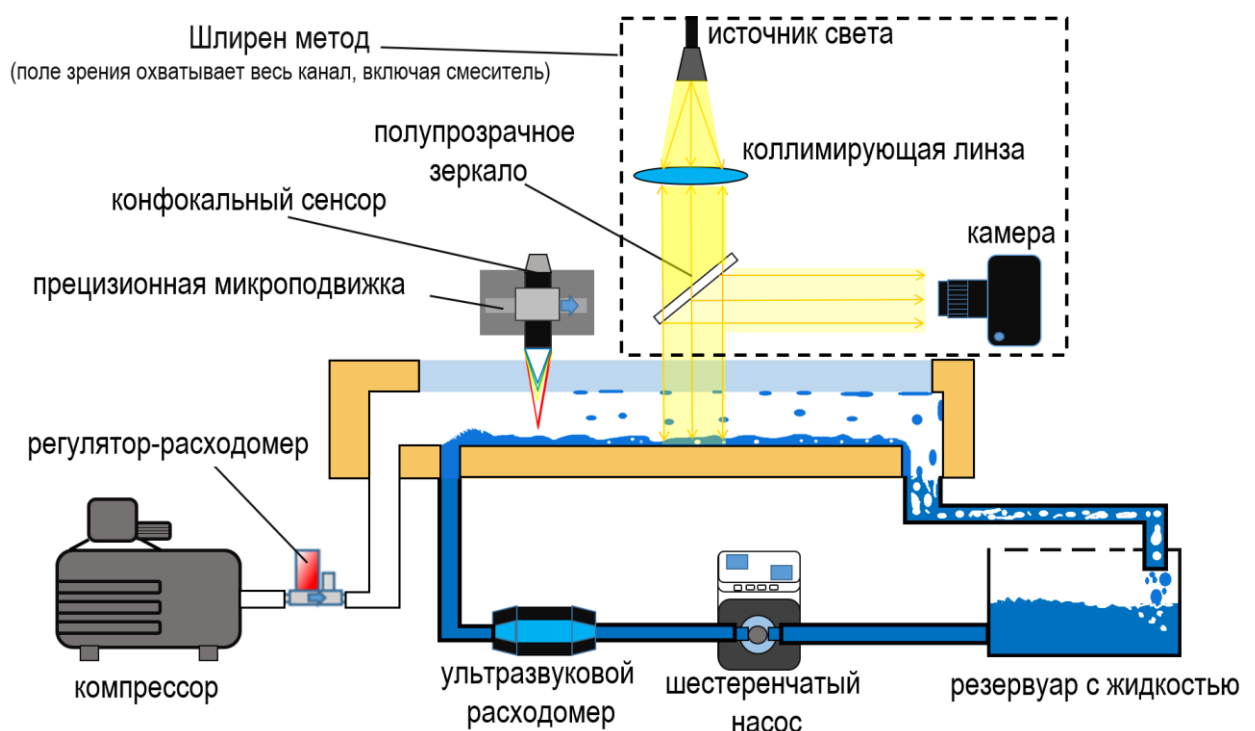 Шлирен метод
(поле зрения охватывает весь канал, включая смеситель)
источник света
полупрозрачное
зеркало
коллимирующая линза
конфокальный сенсор
камера
прецизионная микроподвижка
регулятор-расходомер
компрессор
ультразвуковой
расходомер
шестеренчатый
насос
резервуар с жидкостью